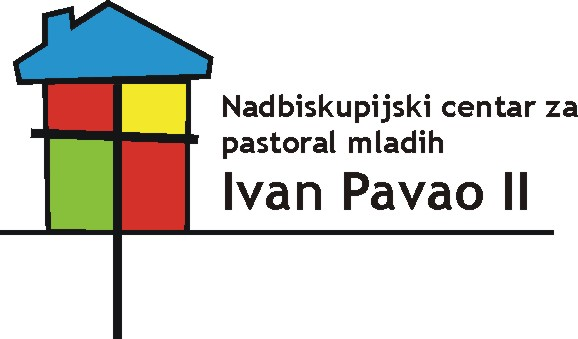 Nadbiskupijski centar za
pastoral mladih
Ivan Pavao II